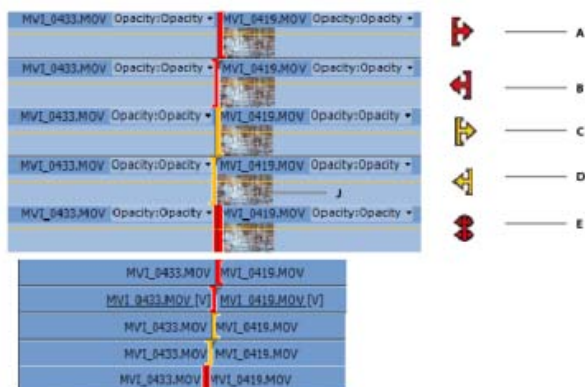 MVI_0433.MOV Opacity:Opacity MVI_0419.MOV Opacity:Opacity A
MVI_0433.MOV Opacity:Opacity MVI_0419.MOV Opacity:Opacity B
MVI_0433.MOV Opacity:Opacity MVI_0419.MOV Opacity:Opacity C
MVI_0433.MOV Opacity:Opacity MVI_0419.MOV Opacity:Opacity D
J
MVI_0433.MOV Opacity:Opacity MVI_0419.MOV Opacity:Opacity E
MVI_0433.MOV MVI_0419.MOV
MVI_0433.MOV [V] MVI_0419.MOV [V]
MVI_0433.MOV MVI_0419.MOV
MVI_0433.MOV MVI_0419.MOV
MVI_0433.MOV MVI_0419.MOV